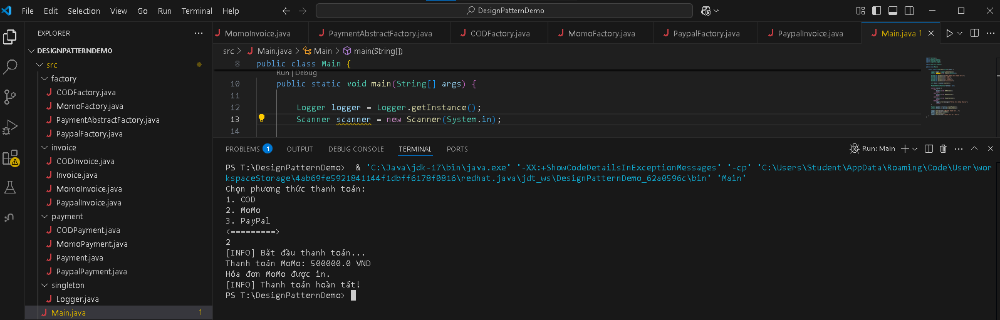 File Edit Selection View Go Run Terminal Help
DesignPatternDemo
EXPLORER
DESIGNPATTERNDEMO
src
factory
CODFactory.java
MomoFactory.java
PaymentAbstractFactory.java
PaypalFactory.java
invoice
CODInvoice.java
Invoice.java
MomoInvoice.java
PaypalInvoice.java
payment
CODPayment.java
MomoPayment.java
Payment.java
PaypalPayment.java
singleton
Logger.java
Main.java 1
MomoInvoice.java PaymentAbstractFactory.java CODFactory.java MomoFactory.java PaypalFactory.java PaypalInvoice.java Main.java 1
src > Main.java > Main > main(String[])
8 public class Main {
Run | Debug
10 public static void main(String[] args) {
11
12 Logger logger = Logger.getInstance();
13 Scanner scanner = new Scanner(System.in);
14
PROBLEMS 1 OUTPUT DEBUG CONSOLE TERMINAL PORTS
Run: Main
PS T:\DesignPatternDemo> & 'C:\Java\jdk-17\bin\java.exe' '-XX:+ShowCodeDetailsInExceptionMessages' '-cp' 'C:\Users\Student\AppData\Roaming\Code\User\wor
kspaceStorage\4ab69fe5921841144f1dbff6178f0816\redhat.java\jdt_ws\DesignPatternDemo_62a0596c\bin' 'Main'
Chọn phương thức thanh toán:
1. COD
2. MoMo
3. PayPal
<=========>
2
[INFO] Bắt đầu thanh toán...
Thanh toán MoMo: 500000.0 VND
Hóa đơn MoMo được in.
[INFO] Thanh toán hoàn tất!
PS T:\DesignPatternDemo>